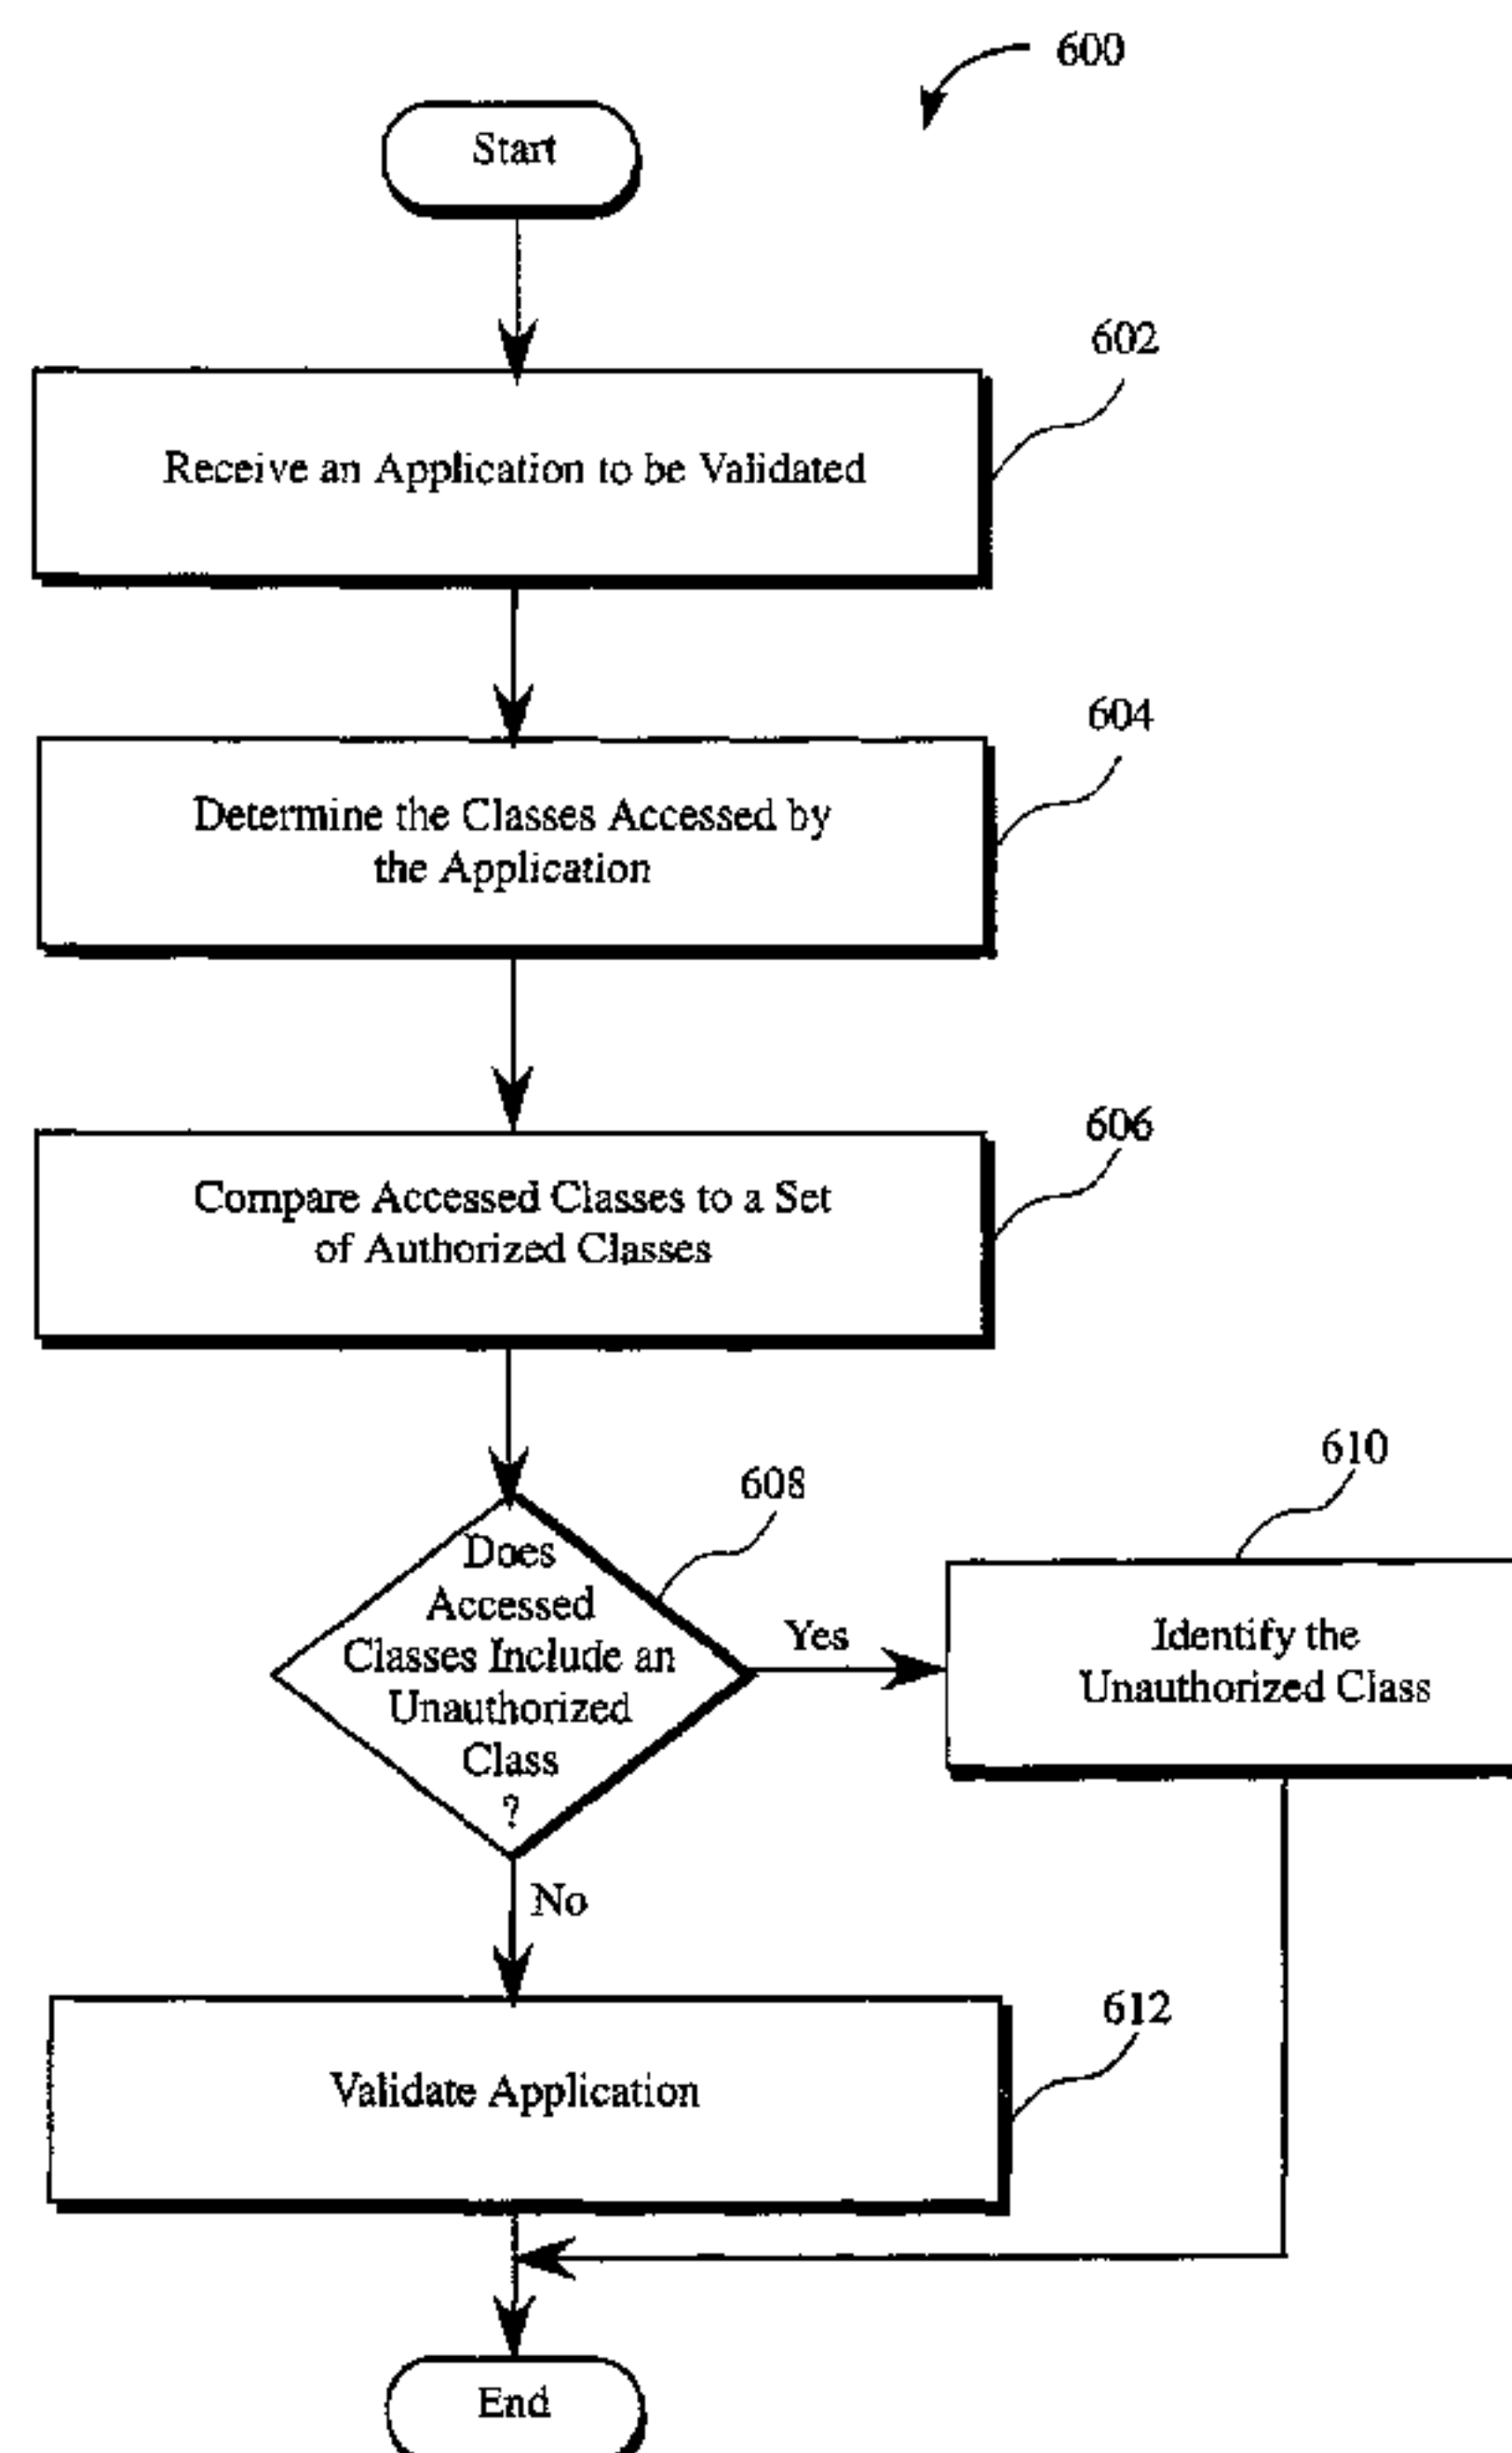 600
Start
602
Receive an Application to be Validated
604
Determine the Classes Accessed by
the Application
606
Compare Accessed Classes to a Set
of Authorized Classes
608
Does
Accessed
Classes Include an
Unauthorized
Class
?
Yes
610
Identify the
Unauthorized Class
No
612
Validate Application
End